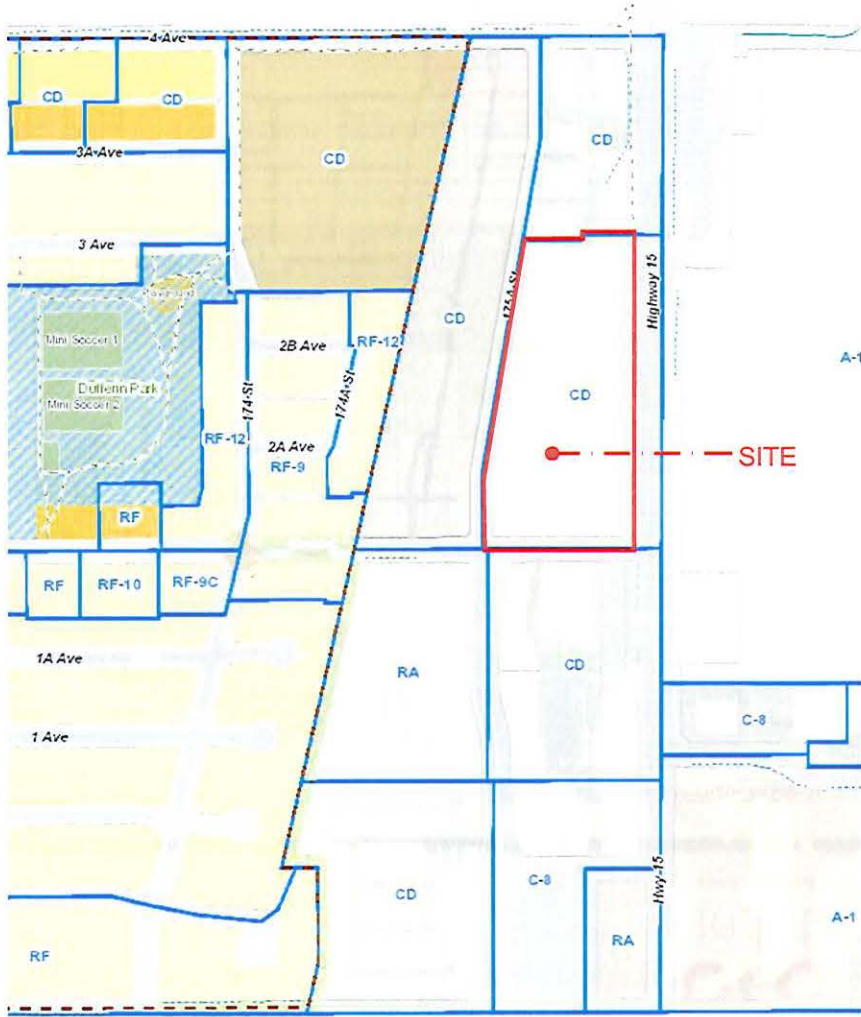 4 Ave
CD
CD
CD
CD
3A Ave
3 Ave
175A St
Highway 15
Mini Soccer 1
2B Ave
RF-12
CD
A-1
174A St
174 St
Dufferin Park
CD
Mini Soccer 2
RF-12
2A Ave
RF-9
SITE
RF
RF
RF-10
RF-9C
1A Ave
RA
CD
C-8
1 Ave
Hwy 15
CD
C-8
A-1
RA
RF